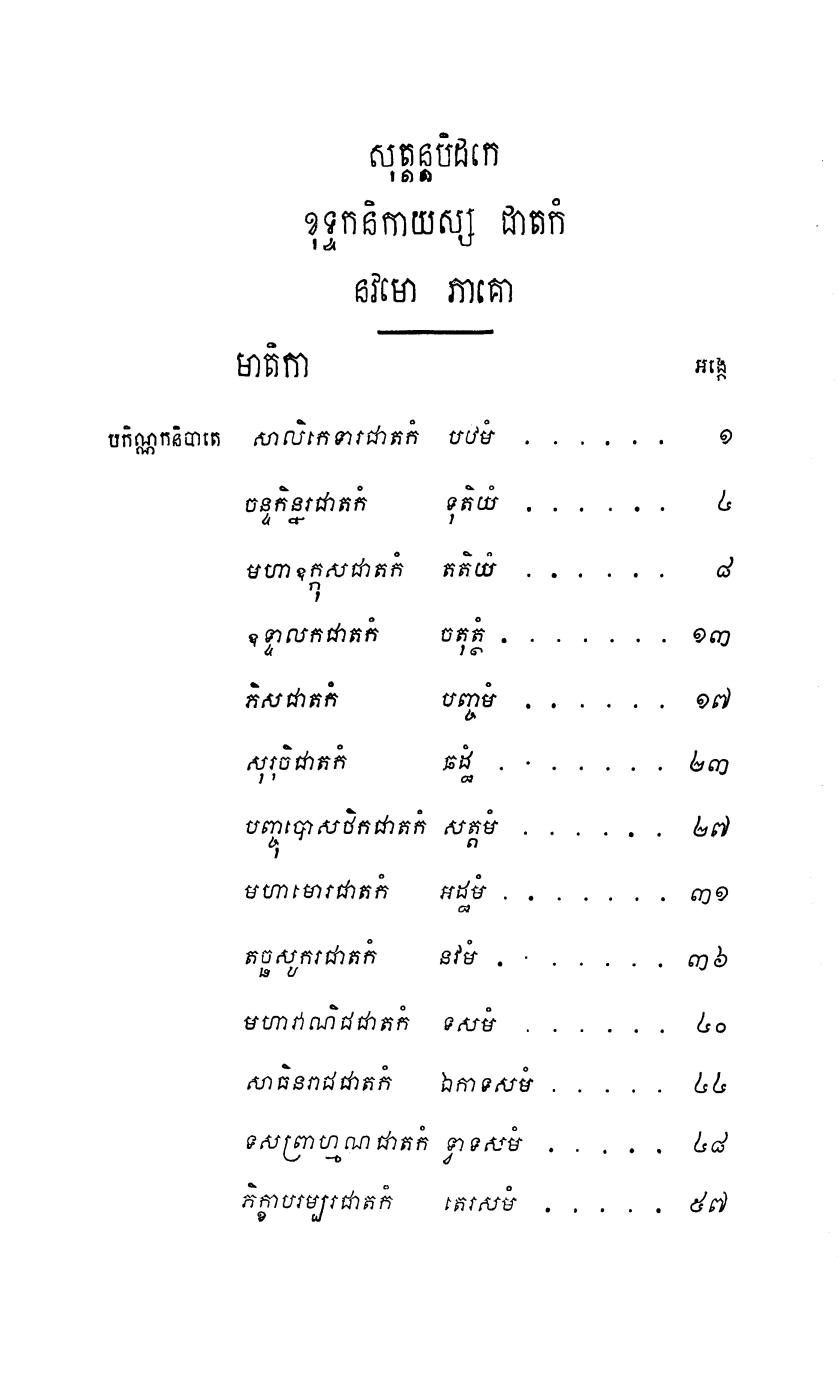 សុត្តន្តបិដកេ
ខុទ្ទកនិកាយស្ស ជាតកំ
នវមោ ភាគោ
មាតិកា អង្កេ
បកិណ្ណកនិបាតេ សាលិកេទារជាតកំ បឋមំ . . . . . . ១
ចន្ទកិន្នរជាតកំ ទុតិយំ . . . . . . ៤
មហាឧក្កុសជាតកំ តតិយំ . . . . . . ៨
ឧទ្ទាលកជាតកំ ចតុត្ថំ . . . . . . . ១៣
ភិសជាតកំ បញ្ចមំ . . . . . . ១៧
សុរុចិជាតកំ ឆដ្ឋំ . . . . . . . ២៣
បញ្ចុបោសថិកជាតកំ សត្តមំ . . . . . . ២៧
មហាមោរជាតកំ អដ្ឋមំ . . . . . . . ៣១
តច្ឆសូករជាតកំ នវមំ . . . . . . . ៣៦
មហាវាណិជជាតកំ ទសមំ . . . . . . ៤០
សាធិនរាជជាតកំ ឯកាទសមំ . . . . . ៤៤
ទសព្រាហ្មណជាតកំ ទ្វាទសមំ . . . . . ៤៨
ភិក្ខាបរម្បរជាតកំ តេរសមំ . . . . . ៥៧